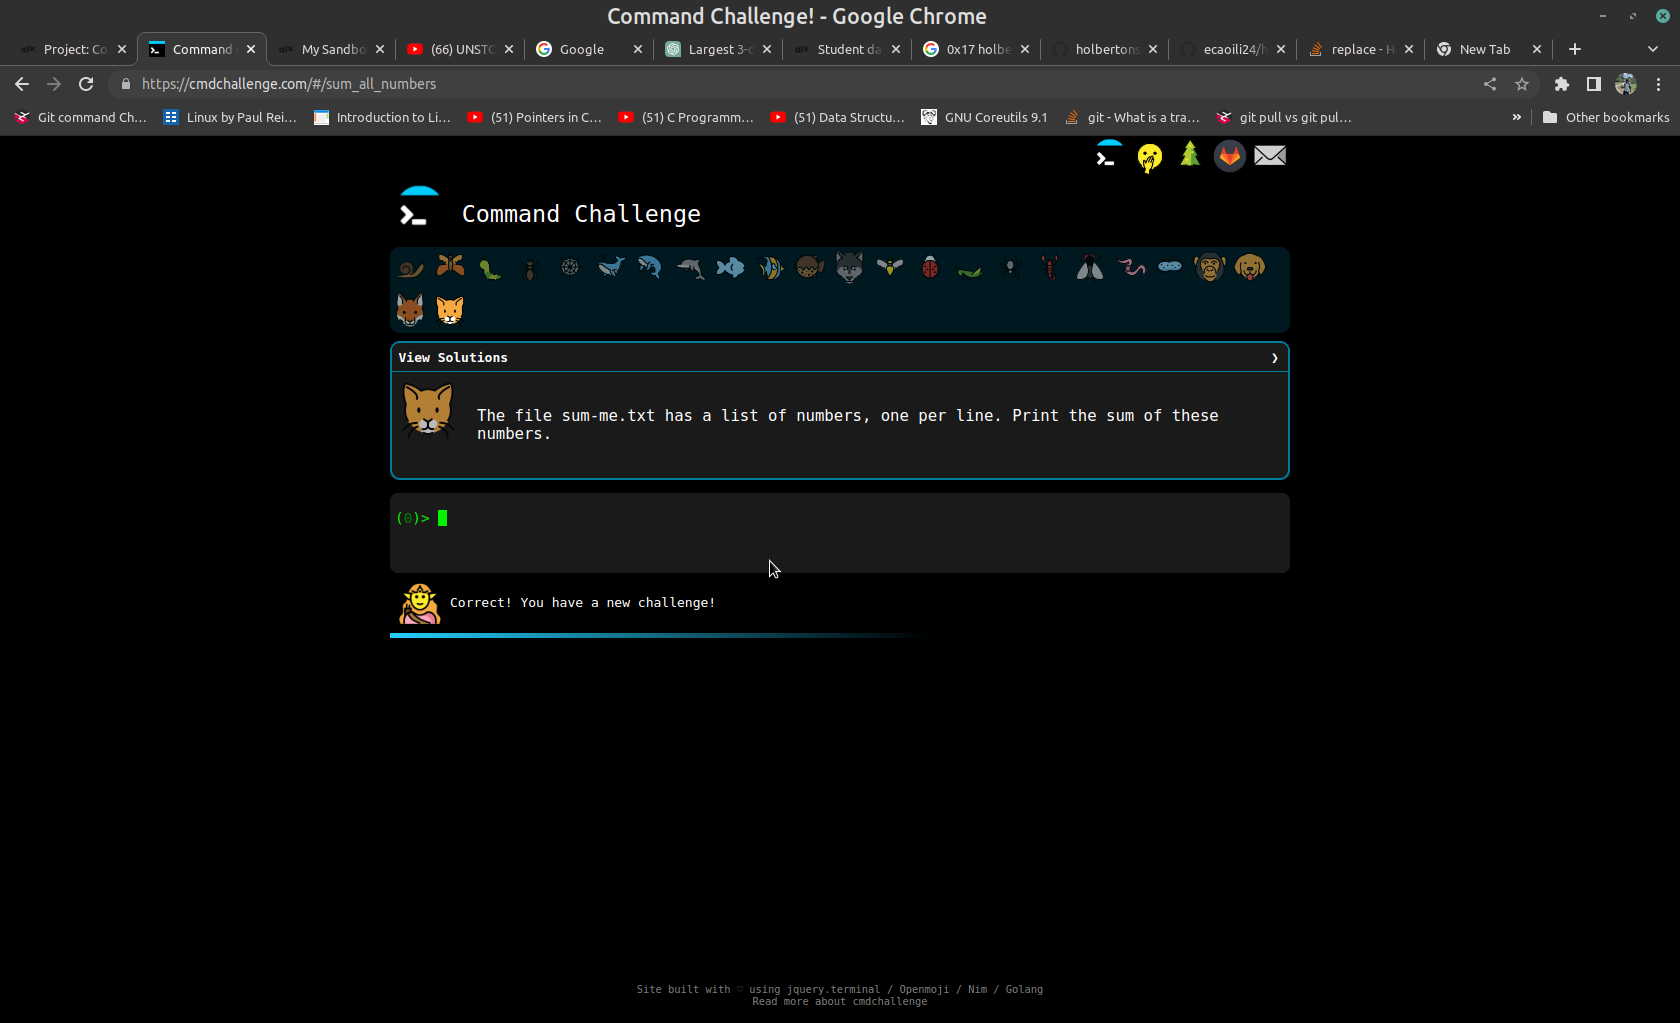 Command Challenge! - Google Chrome
Project: Co
Command
My Sandbo
(66) UNSTO
Google
Largest 3-d
Student da
0x17 holbe
holbertons
ecaoili24/h
replace - H
New Tab
https://cmdchallenge.com/#/sum_all_numbers
Git command Ch...
Linux by Paul Rei...
Introduction to Li...
(51) Pointers in C...
(51) C Programm...
(51) Data Structu...
GNU Coreutils 9.1
git - What is a tra...
git pull vs git pul...
»
Other bookmarks
Command Challenge
View Solutions
The file sum-me.txt has a list of numbers, one per line. Print the sum of these
numbers.
(0)>
Correct! You have a new challenge!
Site built with ♡ using jquery.terminal / Openmoji / Nim / Golang
Read more about cmdchallenge